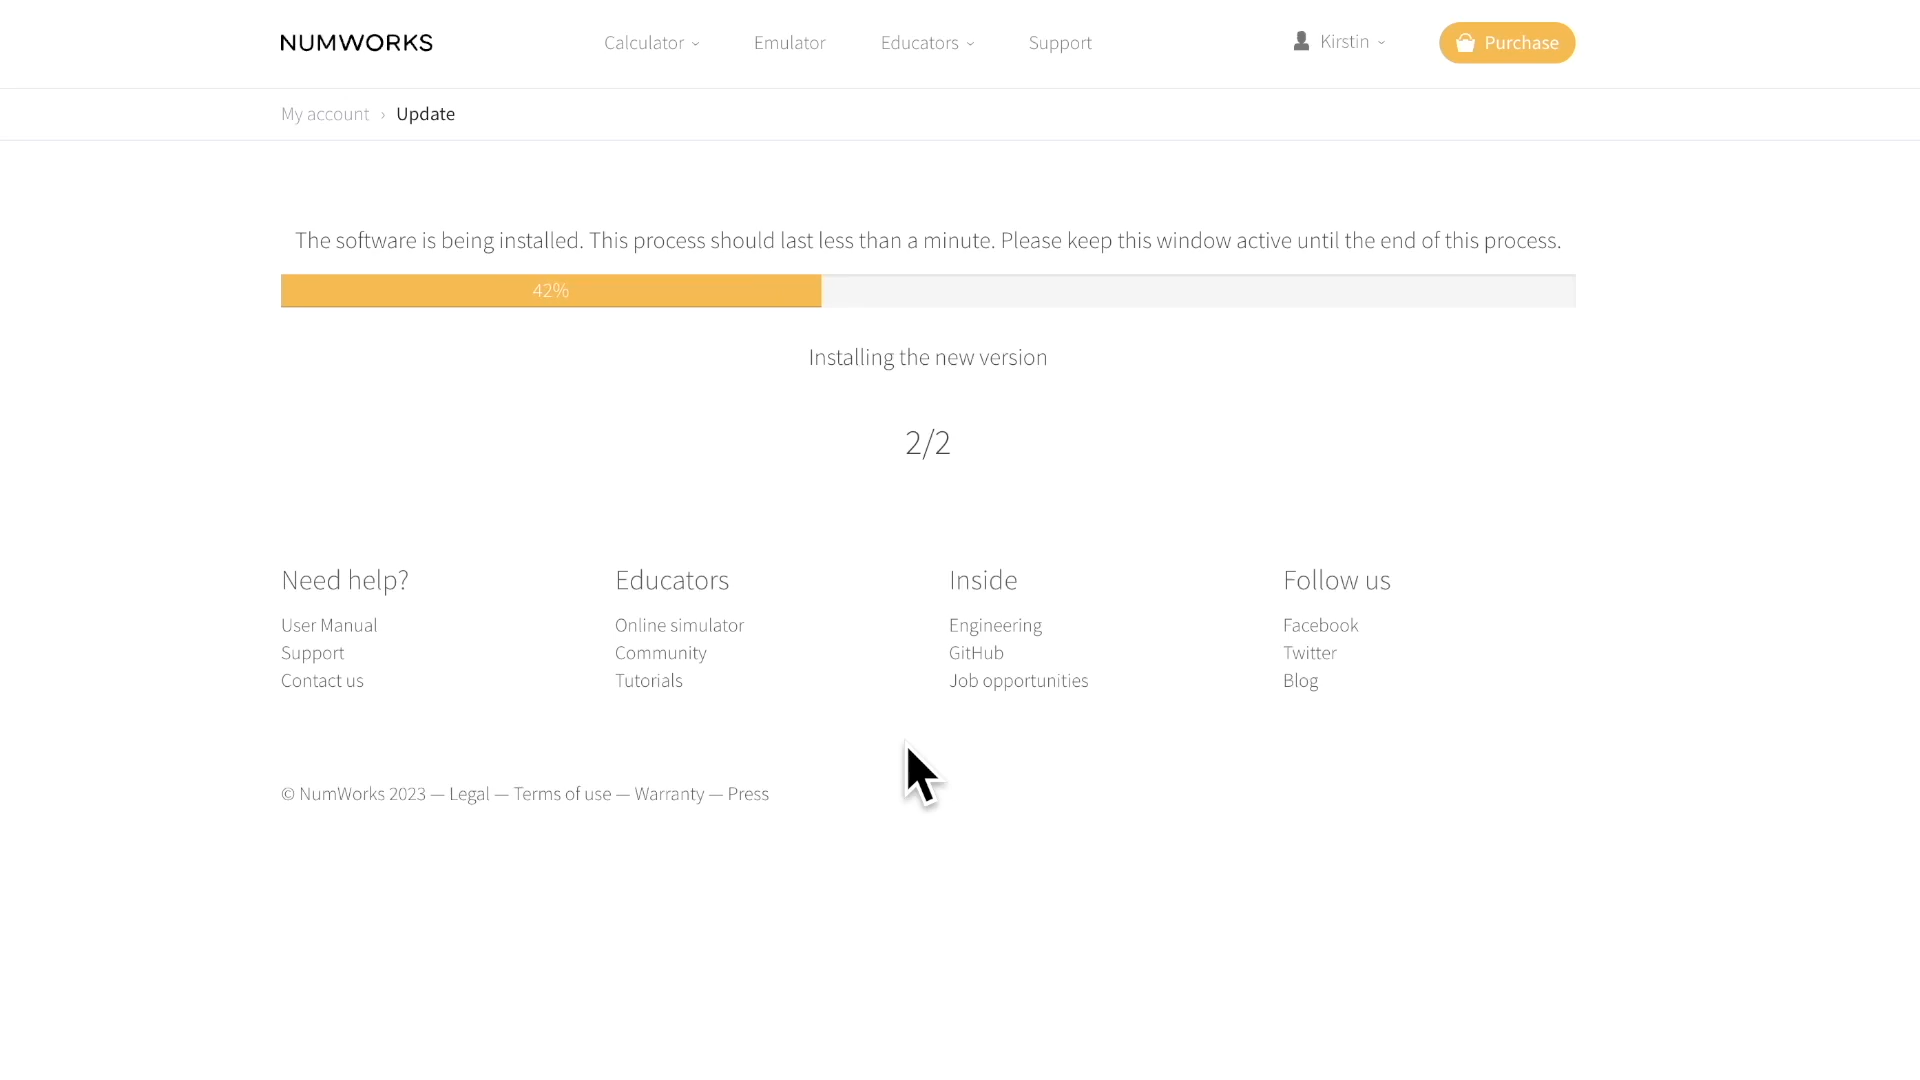 NUMWORKS
Calculator
Emulator
Educators
Support
Kirstin
Purchase
My account › Update
The software is being installed. This process should last less than a minute. Please keep this window active until the end of this process.
42%
Installing the new version
2/2
Need help?
User Manual
Support
Contact us
Educators
Online simulator
Community
Tutorials
Inside
Engineering
GitHub
Job opportunities
Follow us
Facebook
Twitter
Blog
© NumWorks 2023 — Legal — Terms of use — Warranty — Press